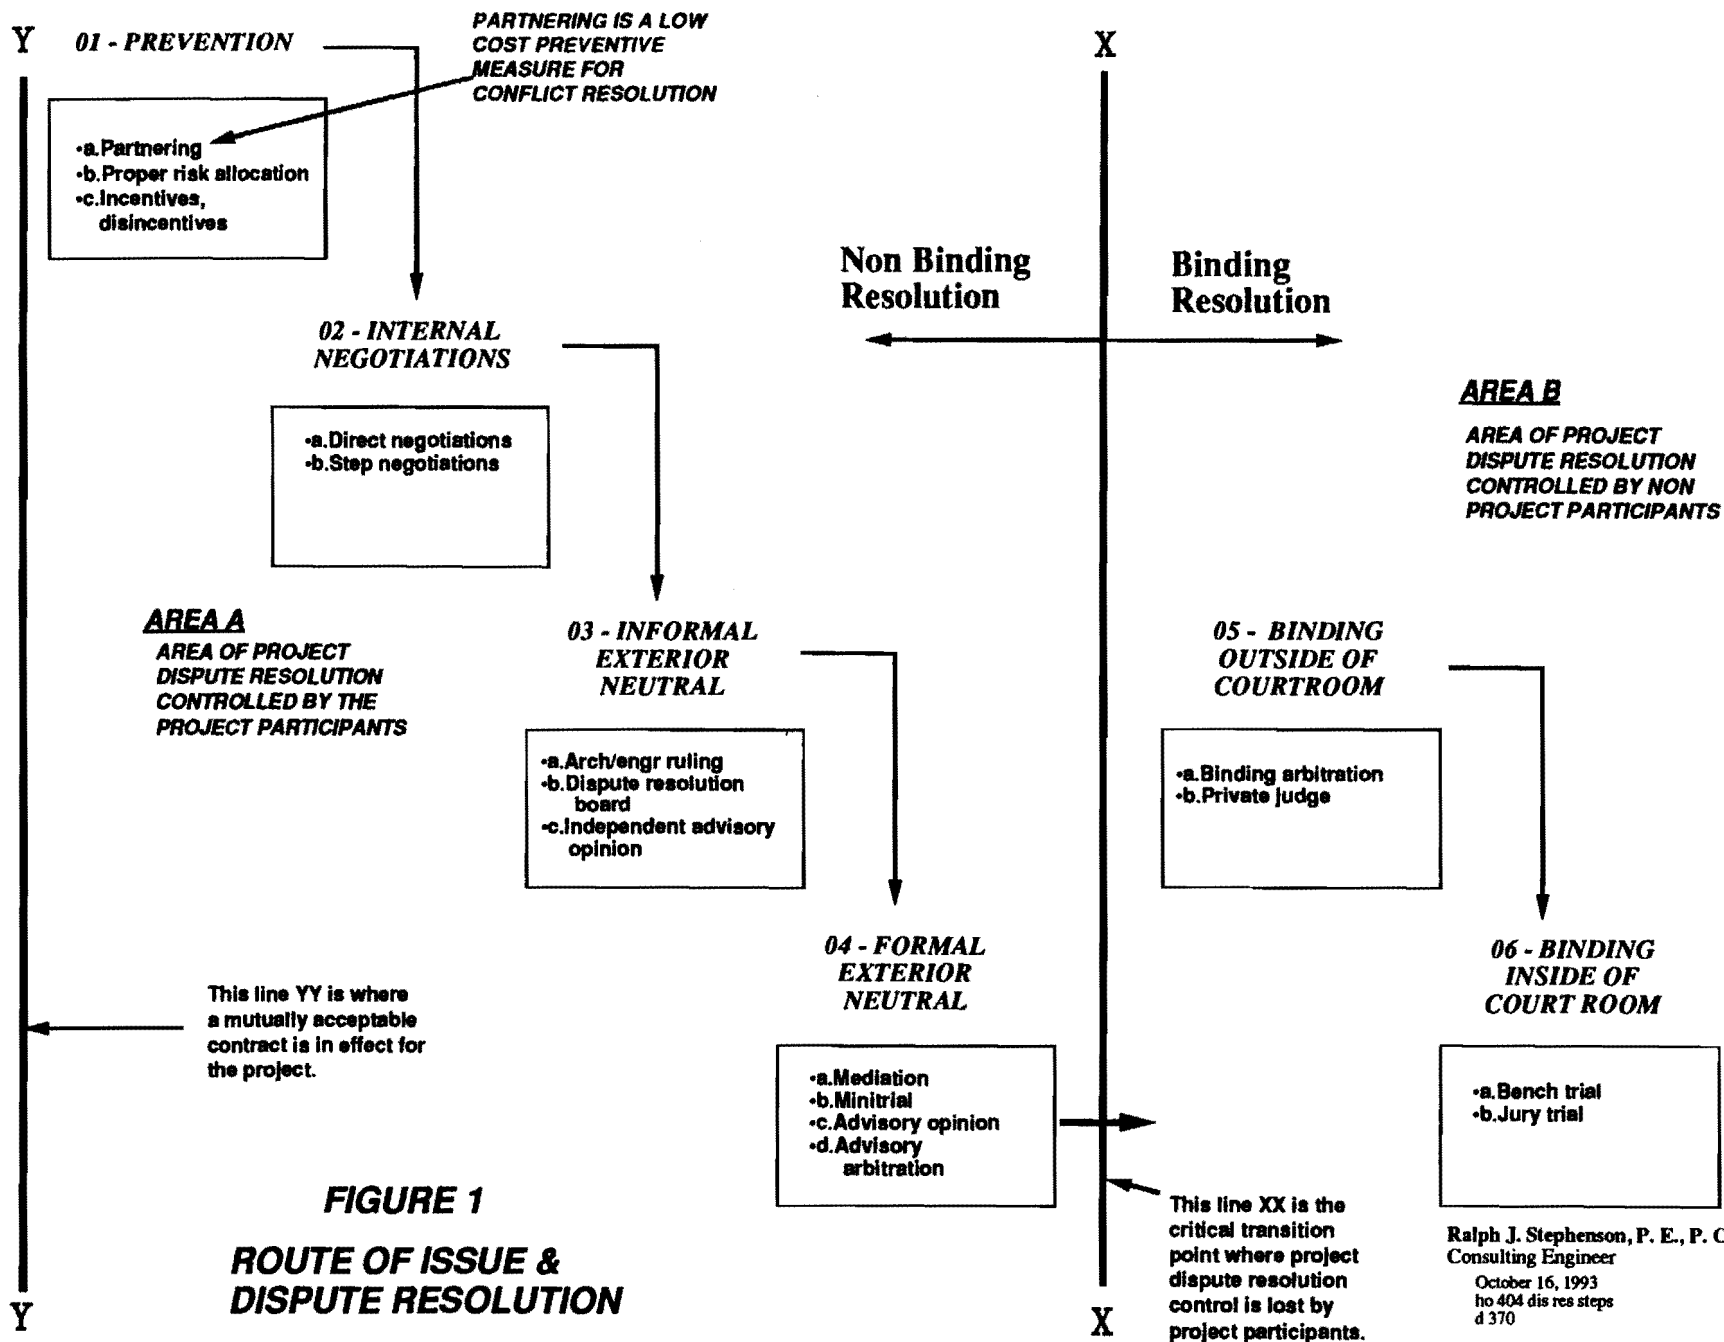 Y
01 - PREVENTION
PARTNERING IS A LOW
COST PREVENTIVE
MEASURE FOR
CONFLICT RESOLUTION
•a.Partnering
•b.Proper risk allocation
•c.Incentives,
disincentives
X
Non Binding
Resolution
Binding
Resolution
02 - INTERNAL
NEGOTIATIONS
•a.Direct negotiations
•b.Step negotiations
AREA B
AREA OF PROJECT
DISPUTE RESOLUTION
CONTROLLED BY NON
PROJECT PARTICIPANTS
AREA A
AREA OF PROJECT
DISPUTE RESOLUTION
CONTROLLED BY THE
PROJECT PARTICIPANTS
03 - INFORMAL
EXTERIOR
NEUTRAL
•a.Arch/engr ruling
•b.Dispute resolution
board
•c.Independent advisory
opinion
05 - BINDING
OUTSIDE OF
COURTROOM
•a.Binding arbitration
•b.Private judge
04 - FORMAL
EXTERIOR
NEUTRAL
•a.Mediation
•b.Minitrial
•c.Advisory opinion
•d.Advisory
arbitration
06 - BINDING
INSIDE OF
COURT ROOM
•a.Bench trial
•b.Jury trial
This line YY is where
a mutually acceptable
contract is in effect for
the project.
This line XX is the
critical transition
point where project
dispute resolution
control is lost by
project participants.
FIGURE 1
ROUTE OF ISSUE &
DISPUTE RESOLUTION
Y
X
Ralph J. Stephenson, P. E., P. C
Consulting Engineer
October 16, 1993
ho 404 dis res steps
d 370